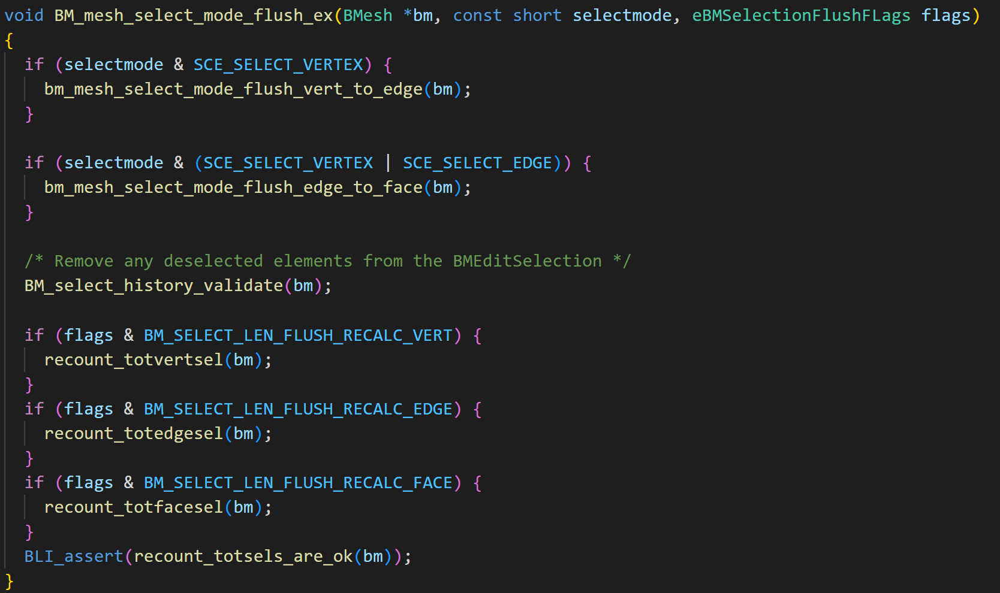 void BM_mesh_select_mode_flush_ex(BMesh *bm, const short selectmode, eBMSelectionFlushFLags flags)
{
  if (selectmode & SCE_SELECT_VERTEX) {
    bm_mesh_select_mode_flush_vert_to_edge(bm);
  }

  if (selectmode & (SCE_SELECT_VERTEX | SCE_SELECT_EDGE)) {
    bm_mesh_select_mode_flush_edge_to_face(bm);
  }

  /* Remove any deselected elements from the BMEditSelection */
  BM_select_history_validate(bm);

  if (flags & BM_SELECT_LEN_FLUSH_RECALC_VERT) {
    recount_totvertsel(bm);
  }
  if (flags & BM_SELECT_LEN_FLUSH_RECALC_EDGE) {
    recount_totedgesel(bm);
  }
  if (flags & BM_SELECT_LEN_FLUSH_RECALC_FACE) {
    recount_totfacesel(bm);
  }
  BLI_assert(recount_totsels_are_ok(bm));
}